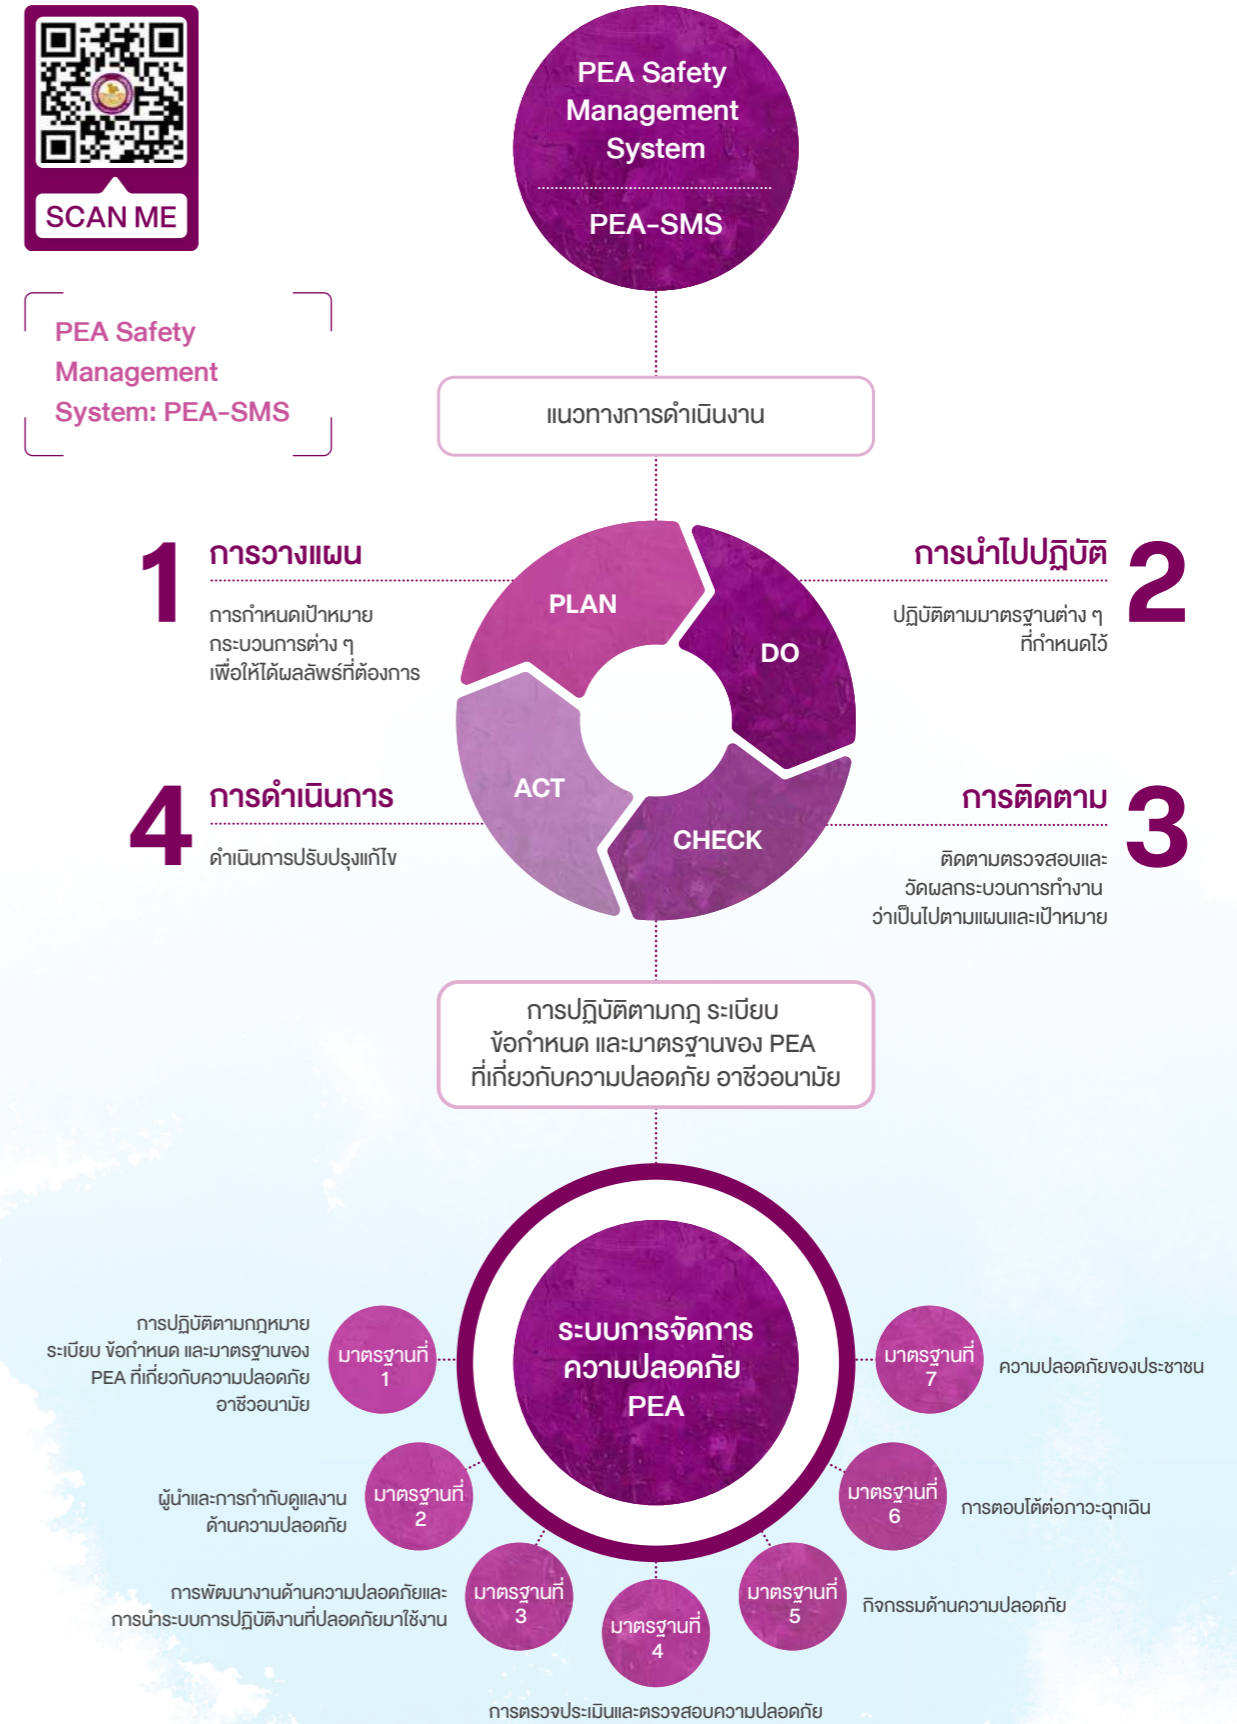 SCAN ME
PEA Safety
Management
System: PEA-SMS
PEA Safety
Management
System
PEA-SMS
แนวทางการดำเนินงาน
1
การวางแผน
การกำหนดเป้าหมาย
กระบวนการต่าง ๆ
เพื่อให้ได้ผลลัพธ์ที่ต้องการ
PLAN
DO
2
การนำไปปฏิบัติ
ปฏิบัติตามมาตรฐานต่าง ๆ
ที่กำหนดไว้
4
การดำเนินการ
ดำเนินการปรับปรุงแก้ไข
ACT
CHECK
3
การติดตาม
ติดตามตรวจสอบและ
วัดผลกระบวนการทำงาน
ว่าเป็นไปตามแผนและเป้าหมาย
การปฏิบัติตามกฎ ระเบียบ
ข้อกำหนด และมาตรฐานของ PEA
ที่เกี่ยวกับความปลอดภัย อาชีวอนามัย
ระบบการจัดการ
ความปลอดภัย
PEA
มาตรฐานที่
1
การปฏิบัติตามกฎหมาย
ระเบียบ ข้อกำหนด และมาตรฐานของ
PEA ที่เกี่ยวกับความปลอดภัย
อาชีวอนามัย
มาตรฐานที่
2
ผู้นำและการกำกับดูแลงาน
ด้านความปลอดภัย
มาตรฐานที่
3
การพัฒนางานด้านความปลอดภัยและ
การนำระบบการปฏิบัติงานที่ปลอดภัยมาใช้งาน
มาตรฐานที่
4
การตรวจประเมินและตรวจสอบความปลอดภัย
มาตรฐานที่
5
กิจกรรมด้านความปลอดภัย
มาตรฐานที่
6
การตอบโต้ต่อภาวะฉุกเฉิน
มาตรฐานที่
7
ความปลอดภัยของประชาชน